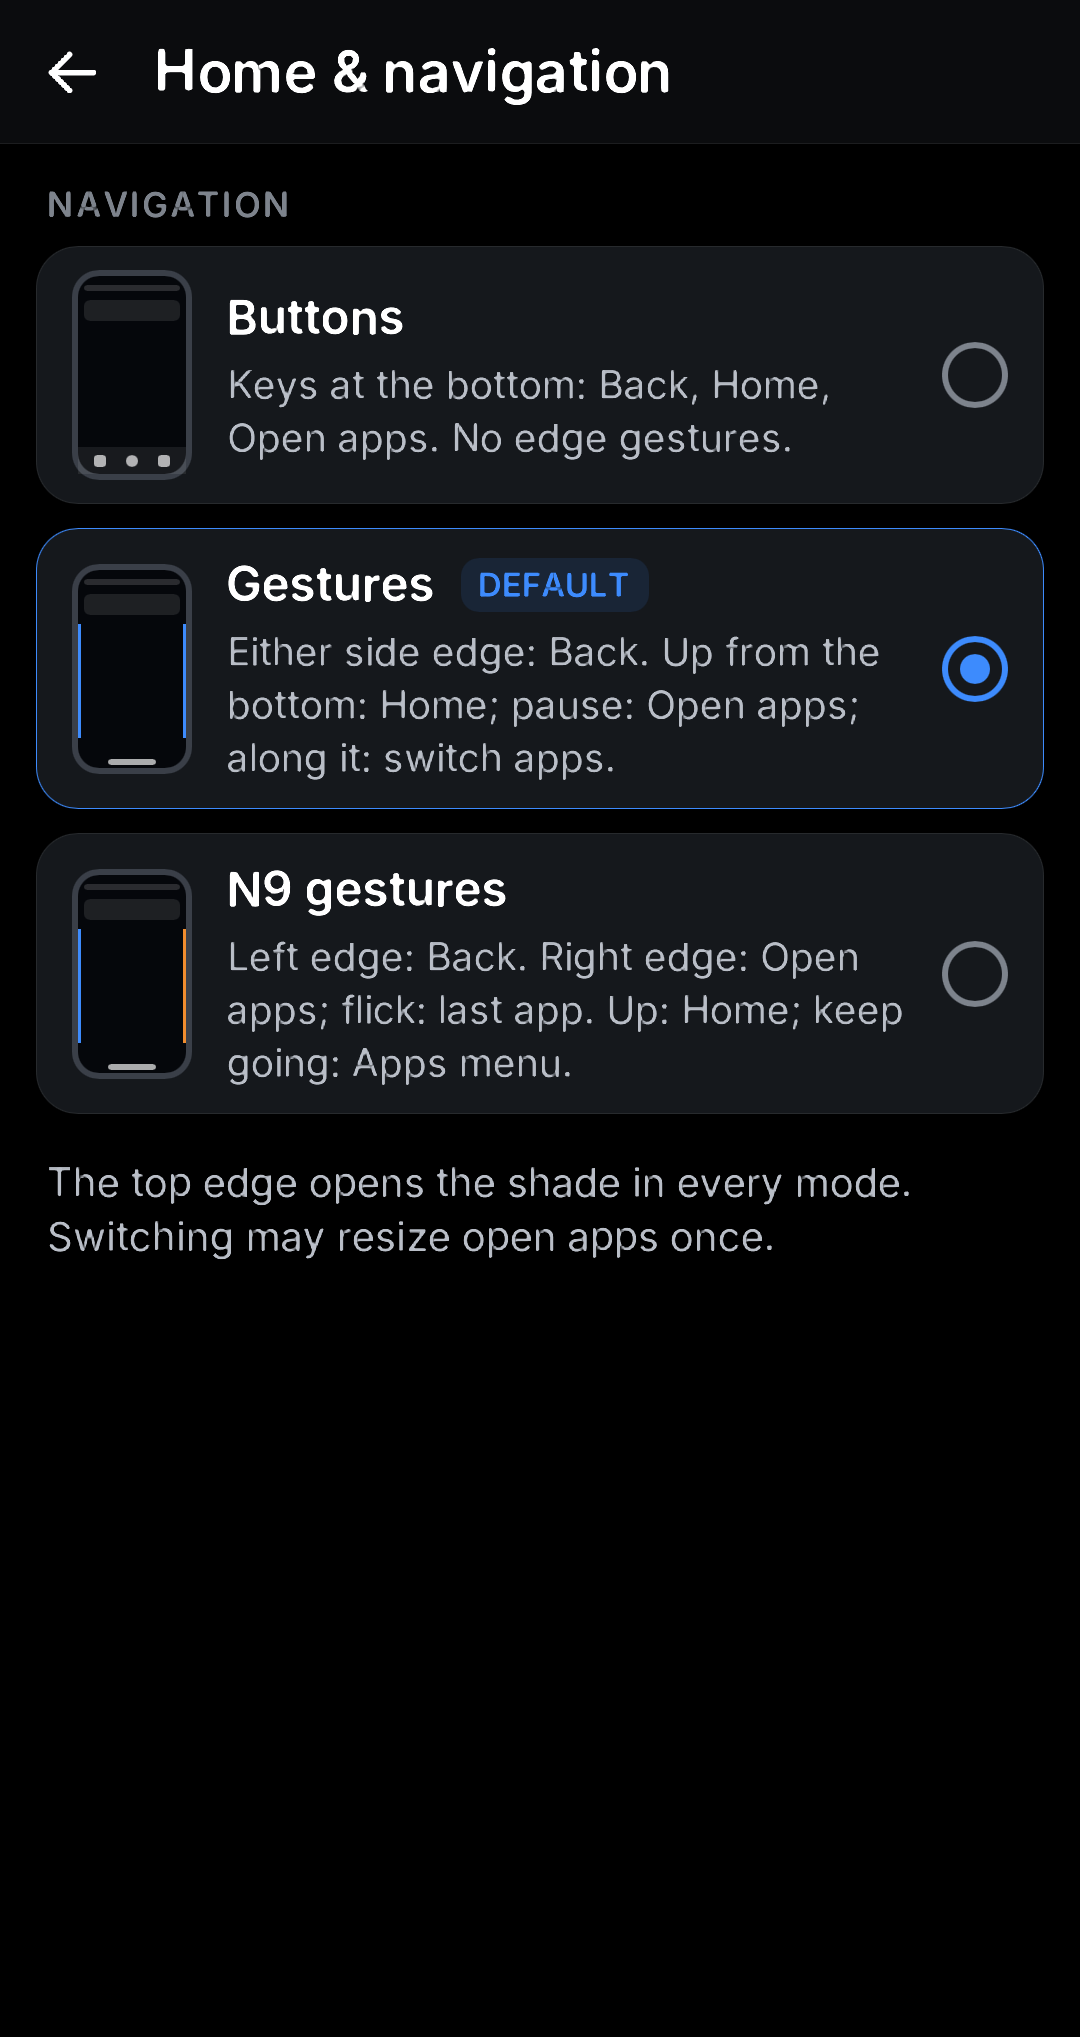 Home & navigation
NAVIGATION
Buttons
Keys at the bottom: Back, Home,
Open apps. No edge gestures.
Gestures DEFAULT
Either side edge: Back. Up from the
bottom: Home; pause: Open apps;
along it: switch apps.
N9 gestures
Left edge: Back. Right edge: Open
apps; flick: last app. Up: Home; keep
going: Apps menu.
The top edge opens the shade in every mode.
Switching may resize open apps once.